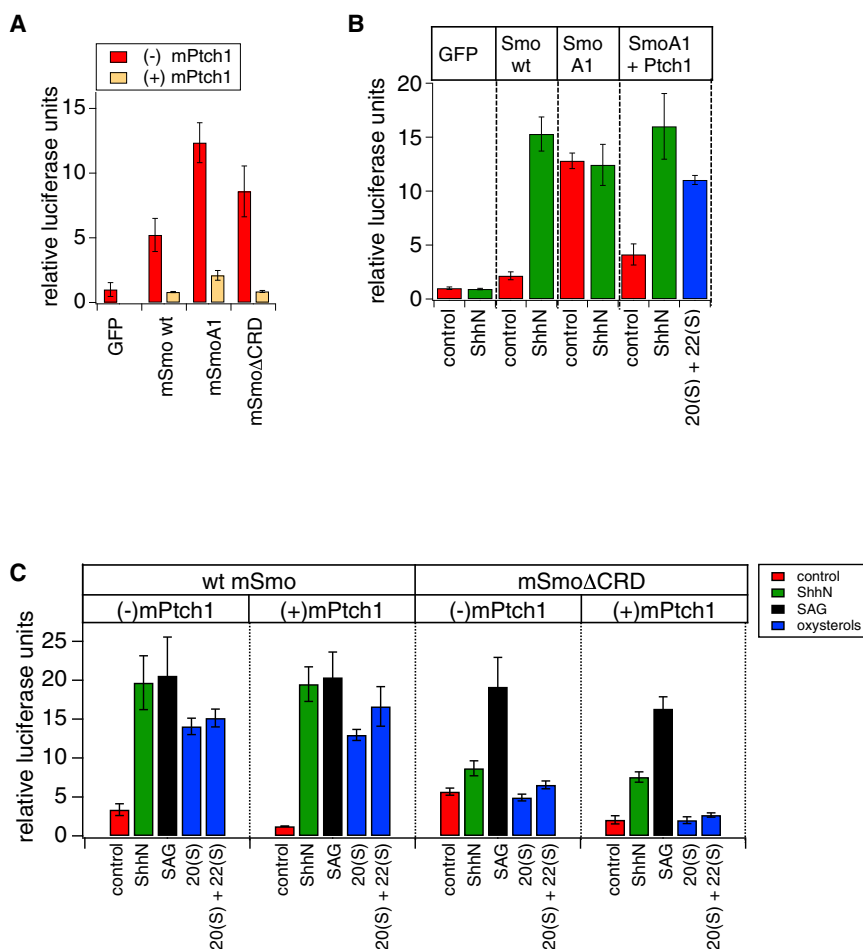 A
(-) mPtch1
(+) mPtch1
relative luciferase units
15
10
5
0
GFP
mSmo wt
mSmoA1
mSmoΔCRD
B
GFP
Smo wt
Smo A1
SmoA1 + Ptch1
relative luciferase units
20
15
10
5
0
control
ShhN
control
ShhN
control
ShhN
control
ShhN
20(S) + 22(S)
C
wt mSmo
mSmoΔCRD
(-)mPtch1
(+)mPtch1
(-)mPtch1
(+)mPtch1
control
ShhN
SAG
oxysterols
relative luciferase units
25
20
15
10
5
0
control
ShhN
SAG
20(S)
20(S) + 22(S)
control
ShhN
SAG
20(S)
20(S) + 22(S)
control
ShhN
SAG
20(S)
20(S) + 22(S)
control
ShhN
SAG
20(S)
20(S) + 22(S)